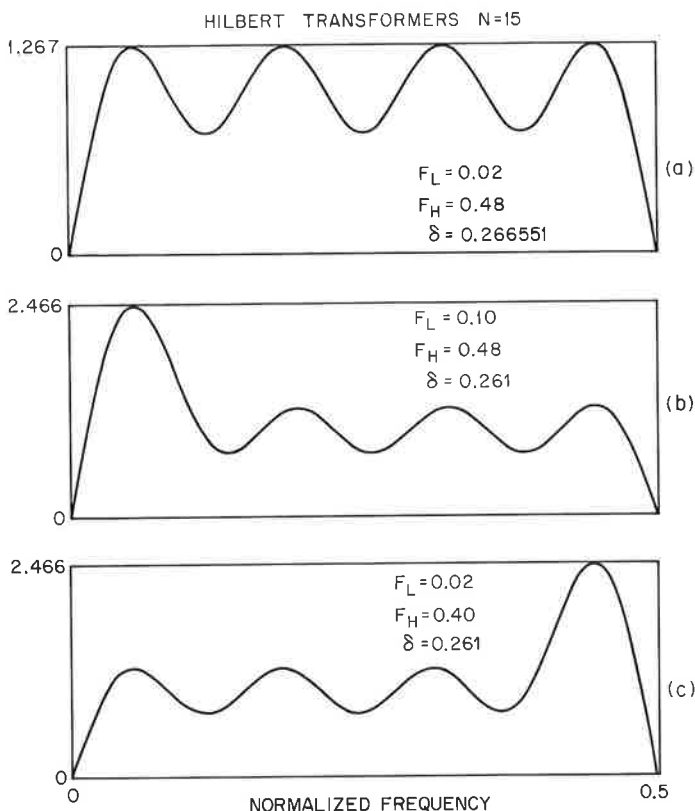 HILBERT TRANSFORMERS N=15
1.267
F_L = 0.02
F_H = 0.48
δ = 0.266551
(a)
0
2.466
F_L = 0.10
F_H = 0.48
δ = 0.261
(b)
0
2.466
F_L = 0.02
F_H = 0.40
δ = 0.261
(c)
0
0 0.5
NORMALIZED FREQUENCY